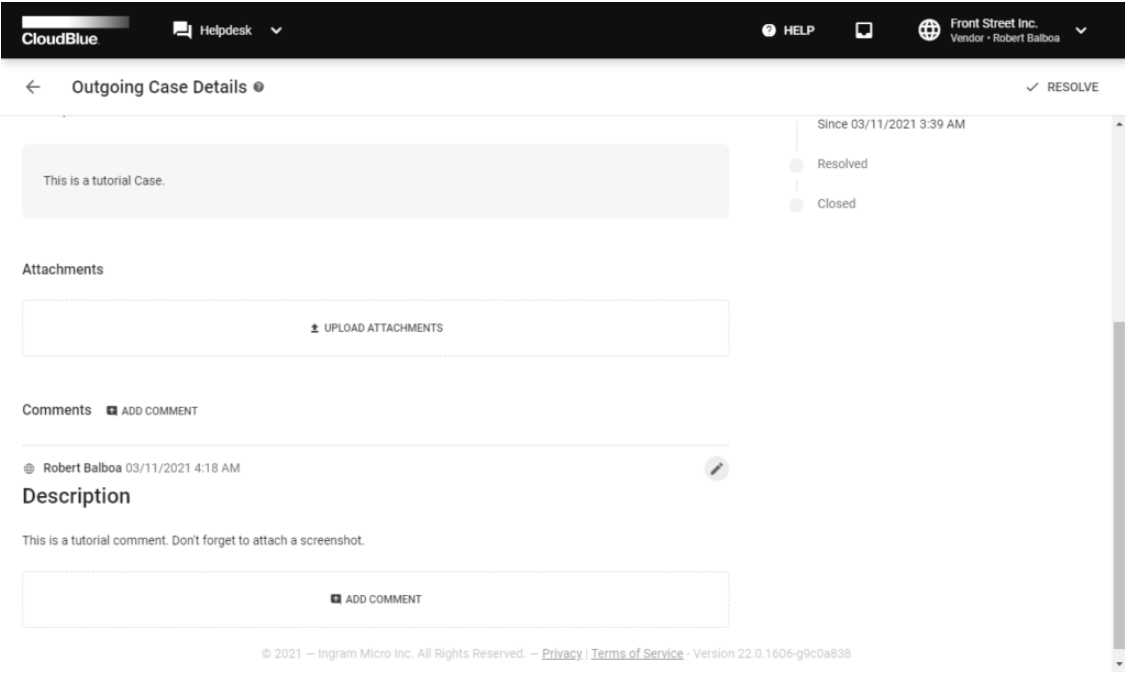 CloudBlue
Helpdesk
HELP
Front Street Inc.
Vendor • Robert Balboa
Outgoing Case Details
RESOLVE
Since 03/11/2021 3:39 AM
This is a tutorial Case.
Resolved
Closed
Attachments
UPLOAD ATTACHMENTS
Comments ADD COMMENT
Robert Balboa 03/11/2021 4:18 AM
Description
This is a tutorial comment. Don't forget to attach a screenshot.
ADD COMMENT
© 2021 — Ingram Micro Inc. All Rights Reserved. — Privacy | Terms of Service - Version 22.0.1606-g9c0a838